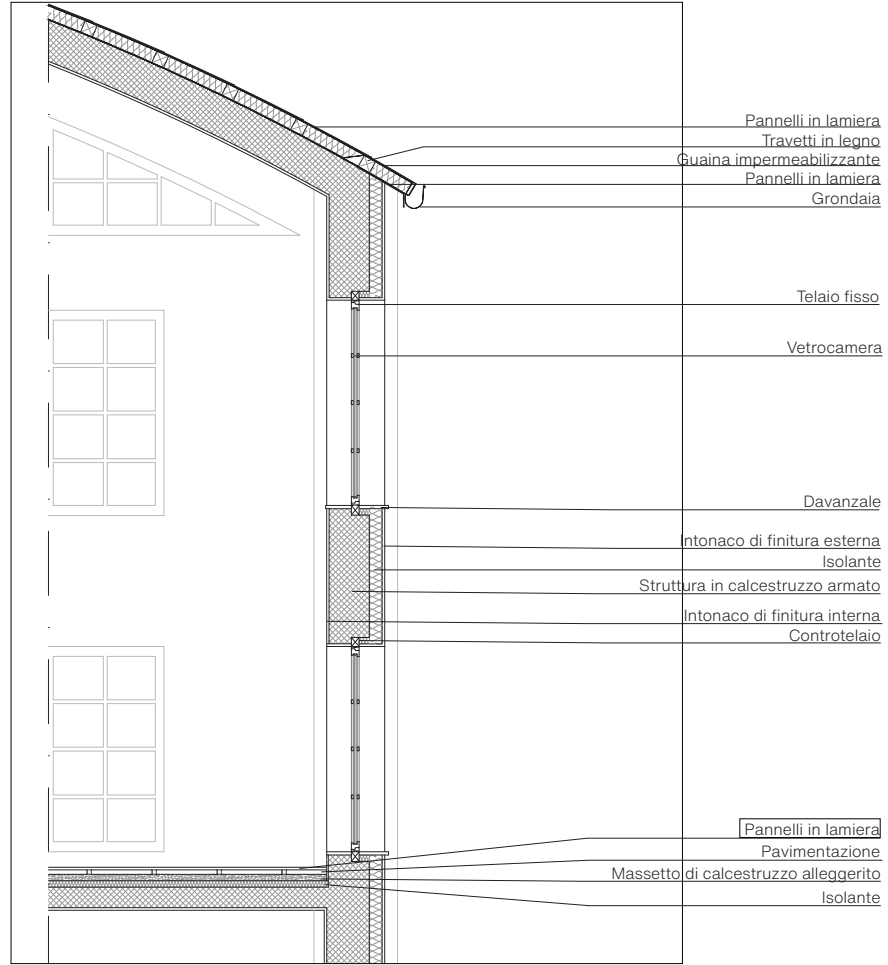 Pannelli in lamiera
Travetti in legno
Guaina impermeabilizzante
Pannelli in lamiera
Grondaia
Telaio fisso
Vetrocamera
Davanzale
Intonaco di finitura esterna
Isolante
Struttura in calcestruzzo armato
Intonaco di finitura interna
Controtelaio
Pannelli in lamiera
Pavimentazione
Massetto di calcestruzzo alleggerito
Isolante